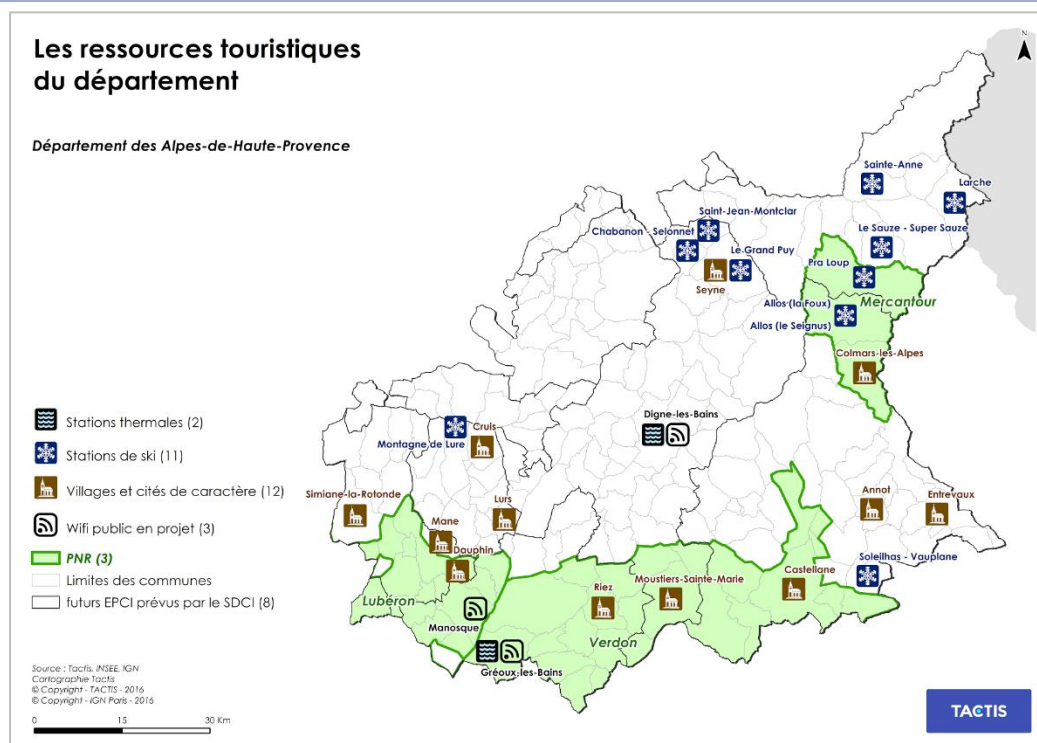 Les ressources touristiques
du département
Département des Alpes-de-Haute-Provence
N
Sainte-Anne
Larche
Saint-Jean-Montclar
Chabanon - Selonnet
Le Sauze - Super Sauze
Le Grand Puy
Pra Loup
Seyne
Mercantour
Allos (la Foux)
Allos (le Seignus)
Colmars-les-Alpes
Digne-les-Bains
Cruis
Montagne de Lure
Simiane-la-Rotonde
Lurs
Annot
Entrevaux
Mane
Dauphin
Soleilhas - Vauplane
Castellane
Moustiers-Sainte-Marie
Riez
Lubéron
Manosque
Verdon
Gréoux-les-Bains
Stations thermales (2)
Stations de ski (11)
Villages et cités de caractère (12)
Wifi public en projet (3)
PNR (3)
Limites des communes
futurs EPCI prévus par le SDCI (8)
Source : Tactis, INSEE, IGN
Cartographie Tactis
© Copyright - TACTIS - 2016
© Copyright - IGN Paris - 2016
0 15 30 Km
TACTIS